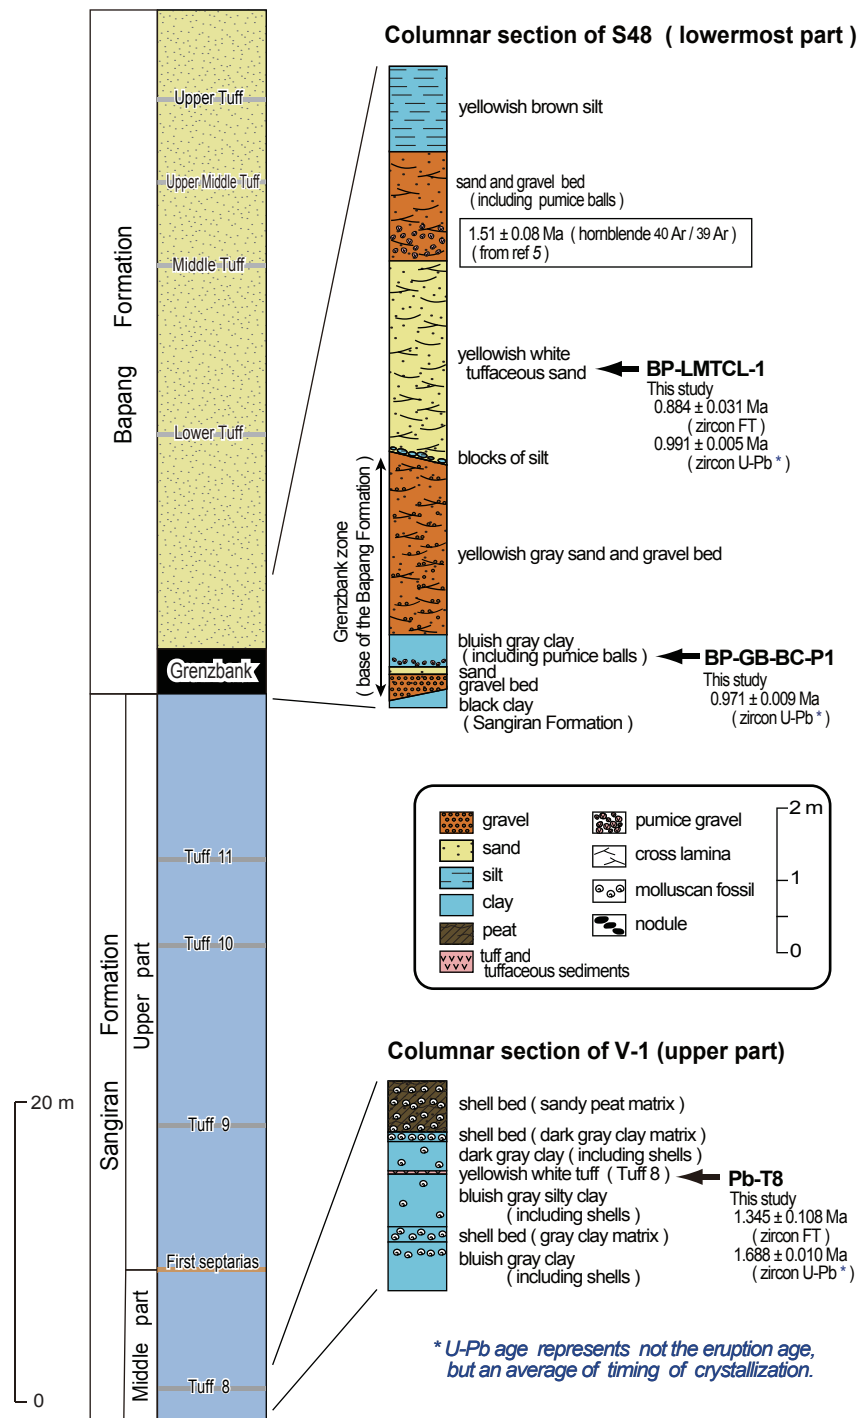 Columnar section of S48 ( lowermost part )
Upper Tuff
Upper Middle Tuff
Middle Tuff
Lower Tuff
Grenzbank
Bapang Formation
yellowish brown silt
sand and gravel bed
( including pumice balls )
1.51 ± 0.08 Ma ( hornblende 40 Ar / 39 Ar )
( from ref 5 )
yellowish white
tuffaceous sand
BP-LMTCL-1
This study
0.884 ± 0.031 Ma
( zircon FT )
0.991 ± 0.005 Ma
( zircon U-Pb * )
blocks of silt
Grenzbank zone
( base of the Bapang Formation )
yellowish gray sand and gravel bed
bluish gray clay
( including pumice balls )
BP-GB-BC-P1
This study
0.971 ± 0.009 Ma
( zircon U-Pb * )
sand
gravel bed
black clay
( Sangiran Formation )
gravel
sand
silt
clay
peat
tuff and
tuffaceous sediments
pumice gravel
cross lamina
molluscan fossil
nodule
2 m
1
0
Tuff 11
Tuff 10
Tuff 9
First septarias
Tuff 8
Sangiran Formation
Upper part
Middle part
20 m
0
Columnar section of V-1 (upper part)
shell bed ( sandy peat matrix )
shell bed ( dark gray clay matrix )
dark gray clay ( including shells )
yellowish white tuff ( Tuff 8 )
bluish gray silty clay
( including shells )
shell bed ( gray clay matrix )
bluish gray clay
( including shells )
Pb-T8
This study
1.345 ± 0.108 Ma
( zircon FT )
1.688 ± 0.010 Ma
( zircon U-Pb * )
* U-Pb age represents not the eruption age,
but an average of timing of crystallization.